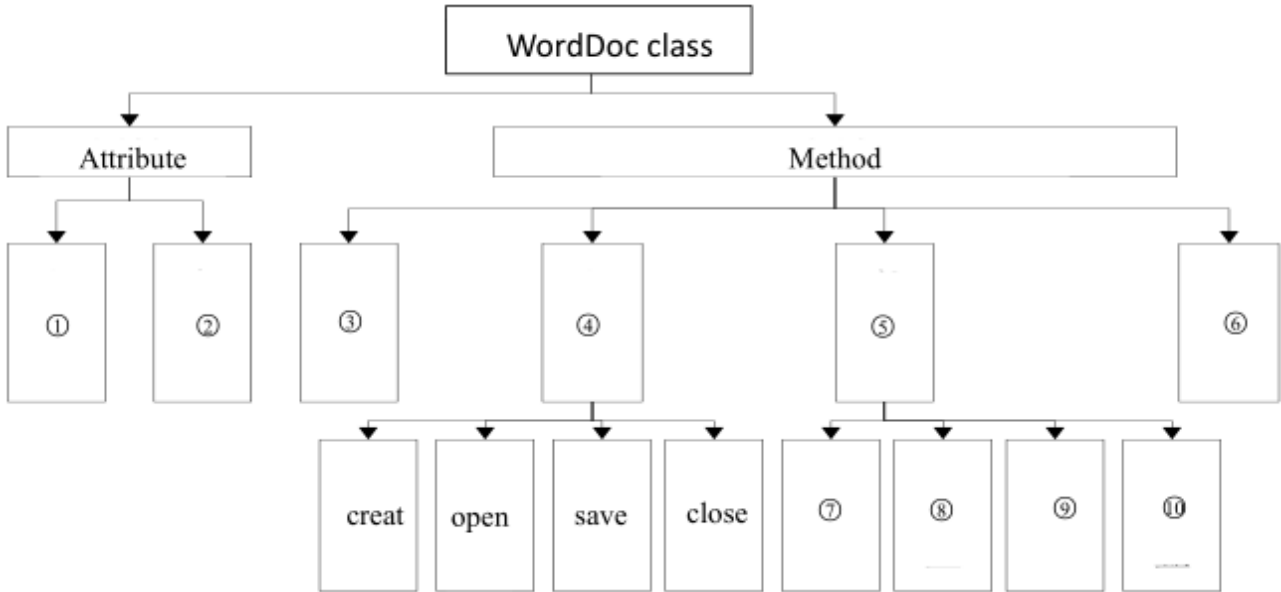 WordDoc class
Attribute
Method
①
②
③
④
⑤
⑥
creat
open
save
close
⑦
⑧
⑨
⑩